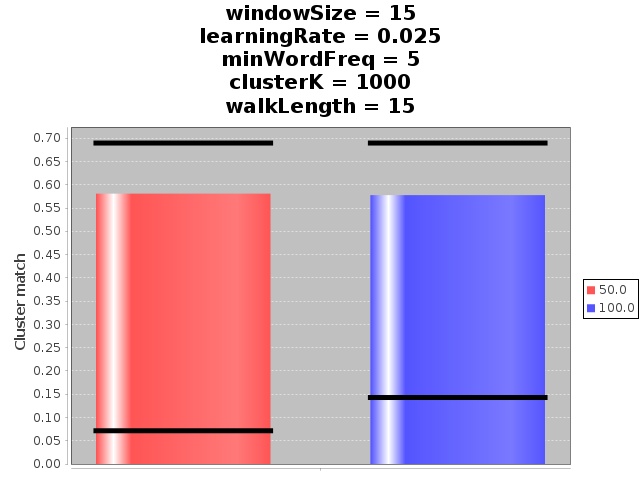 windowSize = 15
learningRate = 0.025
minWordFreq = 5
clusterK = 1000
walkLength = 15
0.70
0.65
0.60
0.55
0.50
0.45
0.40
0.35
0.30
0.25
0.20
0.15
0.10
0.05
0.00
Cluster match
50.0
100.0